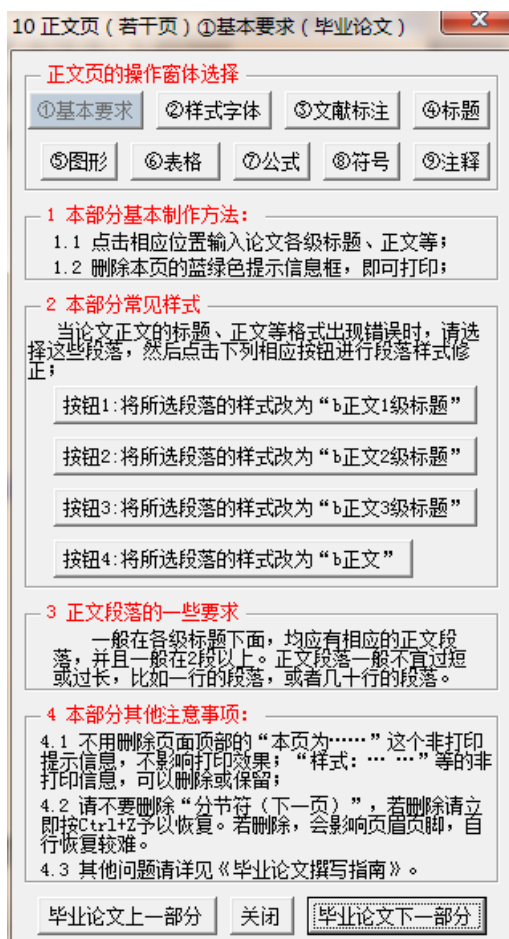 10 正文页（若干页）①基本要求（毕业论文）
正文页的操作窗体选择
①基本要求 ②样式字体 ③文献标注 ④标题
⑤图形 ⑥表格 ⑦公式 ⑧符号 ⑨注释
1 本部分基本制作方法：
1.1 点击相应位置输入论文各级标题、正文等；
1.2 删除本页的蓝绿色提示信息框，即可打印；
2 本部分常见样式
当论文正文的标题、正文等格式出现错误时，请选
择这些段落，然后点击下列相应按钮进行段落样式修
正；
按钮1:将所选段落的样式改为“b正文1级标题”
按钮2:将所选段落的样式改为“b正文2级标题”
按钮3:将所选段落的样式改为“b正文3级标题”
按钮4:将所选段落的样式改为“b正文”
3 正文段落的一些要求
一般在各级标题下面，均应有相应的正文段
落，并且一般在2段以上。正文段落一般不宜过短
或过长，比如一行的段落，或者几十行的段落。
4 本部分其他注意事项：
4.1 不用删除页面顶部的“本页为……”这个非打印
提示信息，不影响打印效果；“样式：… …”等的非
打印信息，可以删除或保留；
4.2 请不要删除“分节符（下一页）”，若删除请立
即按Ctrl+Z予以恢复。若删除，会影响页眉页脚，自
行恢复较难。
4.3 其他问题请详见《毕业论文撰写指南》。
毕业论文上一部分 关闭 毕业论文下一部分